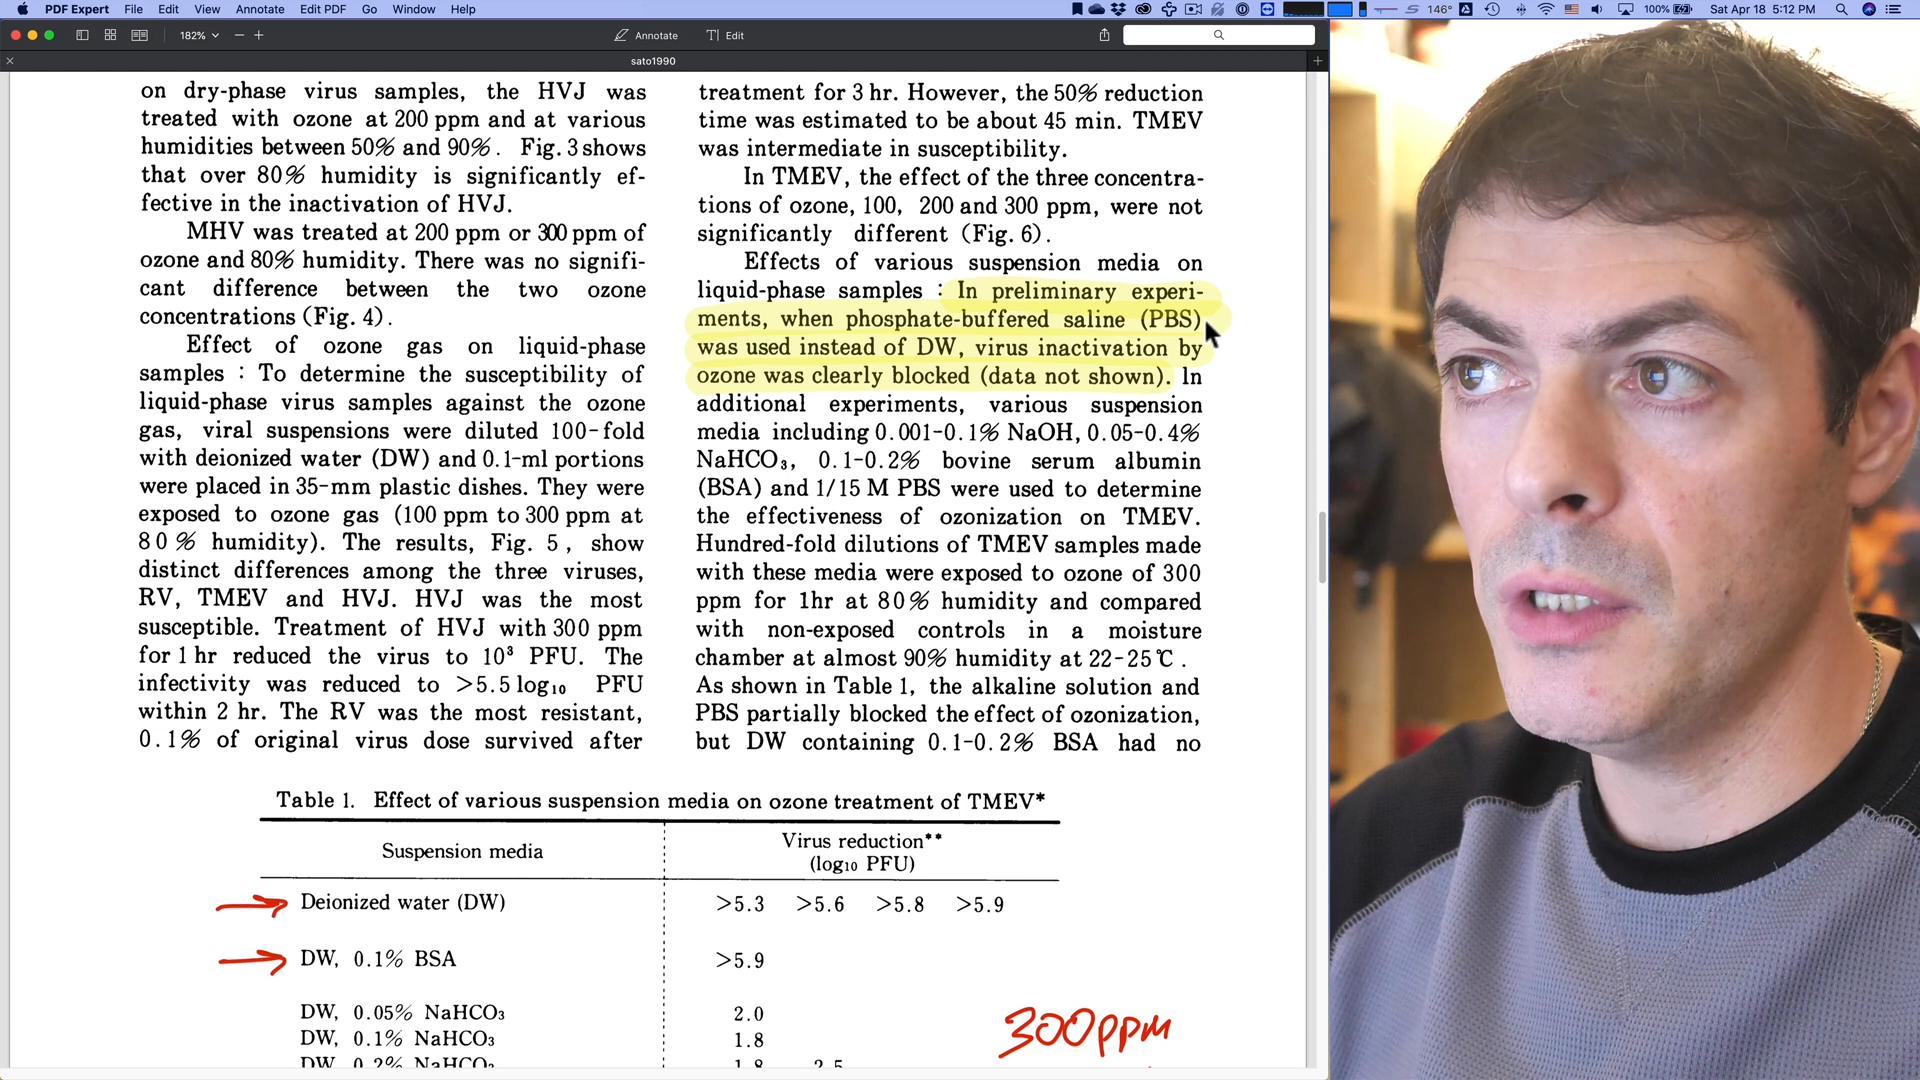 PDF Expert File Edit View Annotate Edit PDF Go Window Help
146° 100% Sat Apr 18 5:12 PM
182% Annotate Edit
sato1990
on dry-phase virus samples, the HVJ was
treated with ozone at 200 ppm and at various
humidities between 50% and 90%. Fig. 3 shows
that over 80% humidity is significantly ef-
fective in the inactivation of HVJ.
MHV was treated at 200 ppm or 300 ppm of
ozone and 80% humidity. There was no signifi-
cant difference between the two ozone
concentrations (Fig. 4).
Effect of ozone gas on liquid-phase
samples : To determine the susceptibility of
liquid-phase virus samples against the ozone
gas, viral suspensions were diluted 100-fold
with deionized water (DW) and 0.1-ml portions
were placed in 35-mm plastic dishes. They were
exposed to ozone gas (100 ppm to 300 ppm at
80% humidity). The results, Fig. 5, show
distinct differences among the three viruses,
RV, TMEV and HVJ. HVJ was the most
susceptible. Treatment of HVJ with 300 ppm
for 1 hr reduced the virus to 10³ PFU. The
infectivity was reduced to >5.5 log₁₀ PFU
within 2 hr. The RV was the most resistant,
0.1% of original virus dose survived after
treatment for 3 hr. However, the 50% reduction
time was estimated to be about 45 min. TMEV
was intermediate in susceptibility.
In TMEV, the effect of the three concentra-
tions of ozone, 100, 200 and 300 ppm, were not
significantly different (Fig. 6).
Effects of various suspension media on
liquid-phase samples : In preliminary experi-
ments, when phosphate-buffered saline (PBS)
was used instead of DW, virus inactivation by
ozone was clearly blocked (data not shown). In
additional experiments, various suspension
media including 0.001-0.1% NaOH, 0.05-0.4%
NaHCO₃, 0.1-0.2% bovine serum albumin
(BSA) and 1/15 M PBS were used to determine
the effectiveness of ozonization on TMEV.
Hundred-fold dilutions of TMEV samples made
with these media were exposed to ozone of 300
ppm for 1hr at 80% humidity and compared
with non-exposed controls in a moisture
chamber at almost 90% humidity at 22-25℃.
As shown in Table 1, the alkaline solution and
PBS partially blocked the effect of ozonization,
but DW containing 0.1-0.2% BSA had no
Table 1. Effect of various suspension media on ozone treatment of TMEV*
Suspension media
Virus reduction**
(log₁₀ PFU)
Deionized water (DW) >5.3 >5.6 >5.8 >5.9
DW, 0.1% BSA >5.9
DW, 0.05% NaHCO₃ 2.0
DW, 0.1% NaHCO₃ 1.8
DW, 0.2% NaHCO₃ 1.8 2.5
300ppm